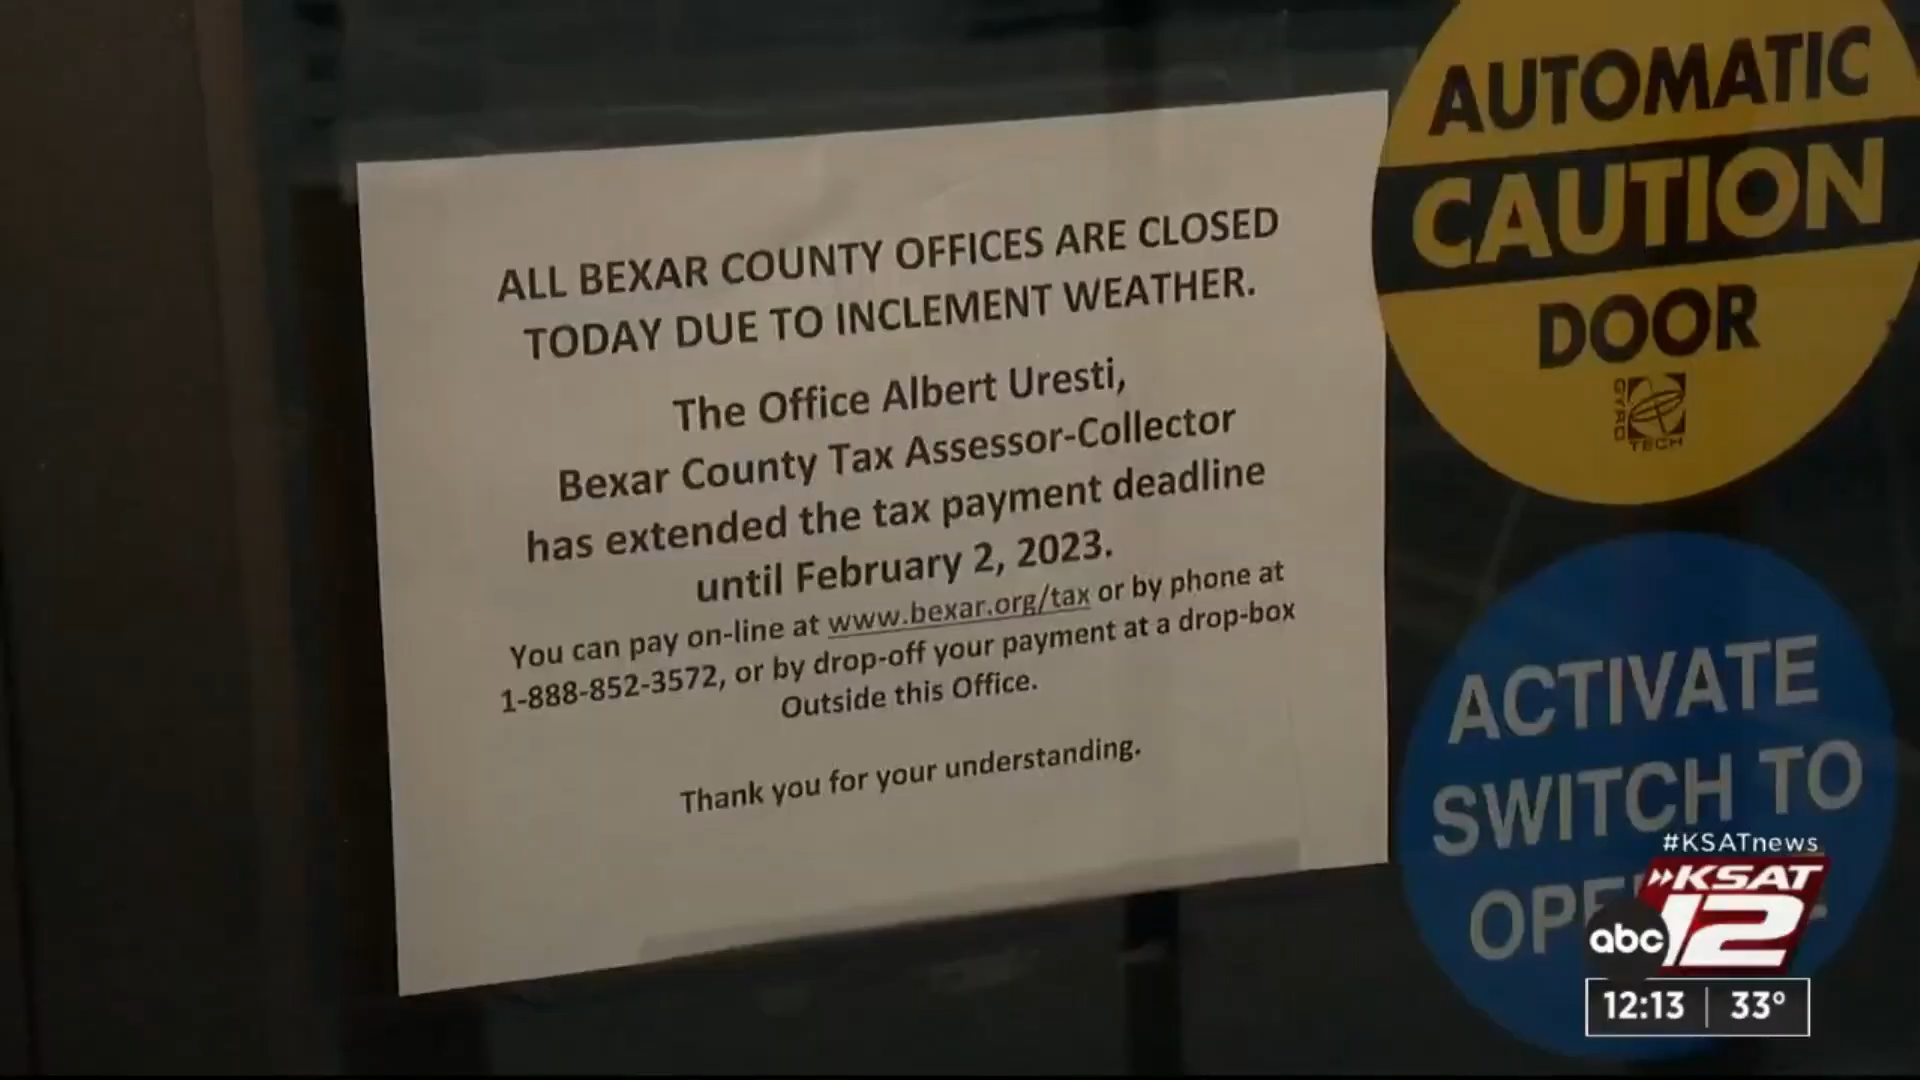 ALL BEXAR COUNTY OFFICES ARE CLOSED
TODAY DUE TO INCLEMENT WEATHER.
The Office Albert Uresti,
Bexar County Tax Assessor-Collector
has extended the tax payment deadline
until February 2, 2023.
You can pay on-line at www.bexar.org/tax or by phone at
1-888-852-3572, or by drop-off your payment at a drop-box
Outside this Office.
Thank you for your understanding.
AUTOMATIC
CAUTION
DOOR
GYRO
TECH
ACTIVATE
SWITCH TO
#KSATnews
KSAT
abc 12
12:13 | 33°